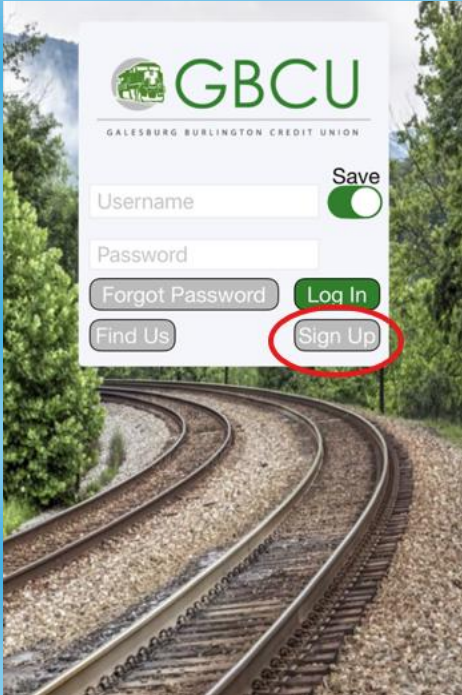 GBCU
GALESBURG BURLINGTON CREDIT UNION
Save
Username
Password
Forgot Password
Log In
Find Us
Sign Up